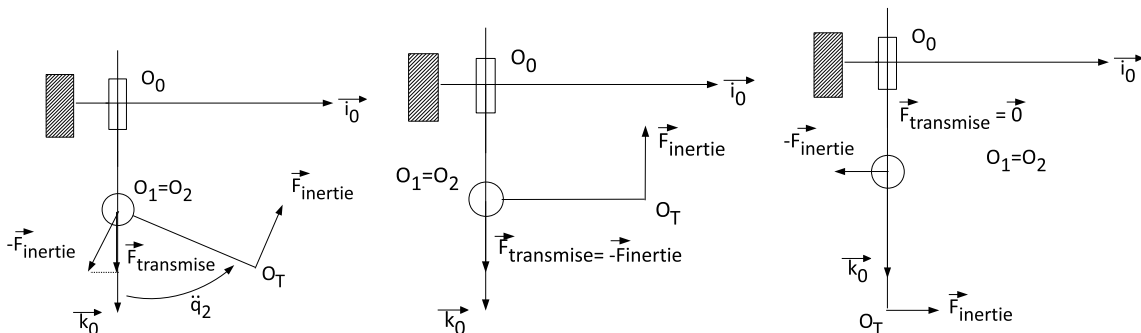 O0
i0
O1=O2
Finertie
-Finertie
Ftransmise
OT
q̈2
k0
O0
i0
Finertie
O1=O2
OT
Ftransmise= -Finertie
k0
O0
i0
Ftransmise = 0
-Finertie
O1=O2
k0
OT
Finertie